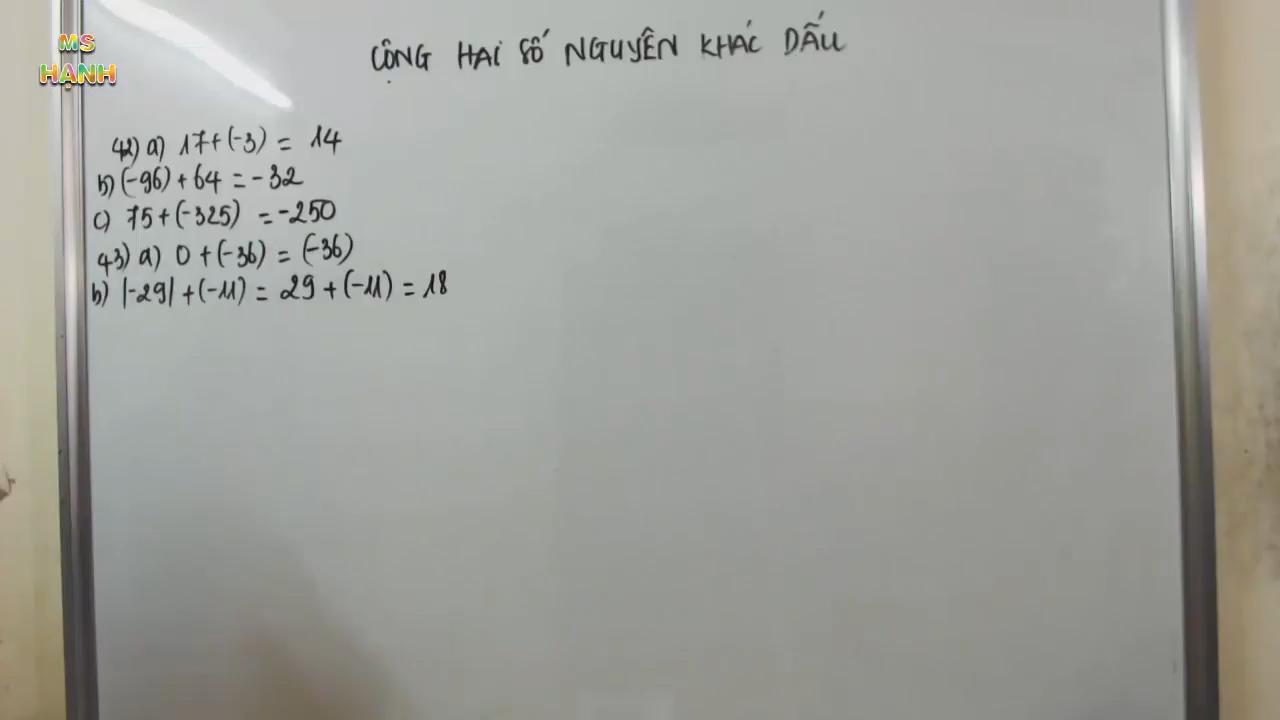 MS
HẠNH
CỘNG HAI SỐ NGUYÊN KHÁC DẤU
42) a) 17+(-3) = 14
b) (-96) + 64 = -32
c) 75 + (-325) = -250
43) a) 0 + (-36) = (-36)
b) |-29| + (-11) = 29 + (-11) = 18